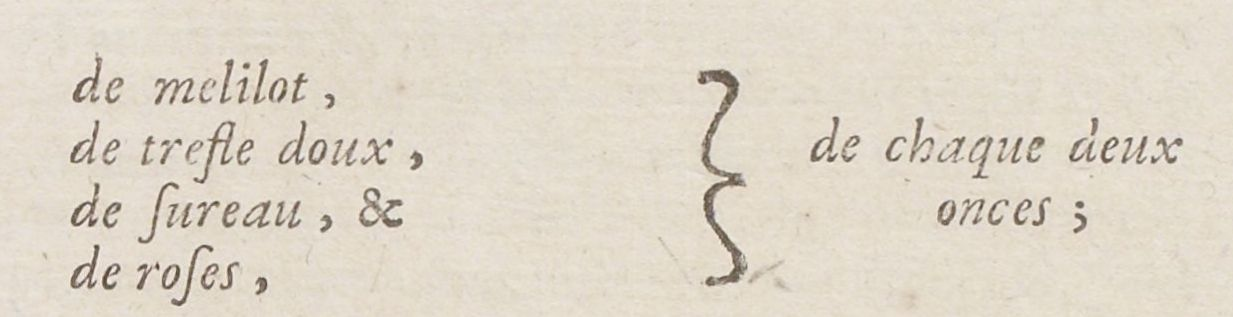 de melilot ,
de trefle doux ,
de ſureau , &
de roſes ,
de chaque deux
onces ;